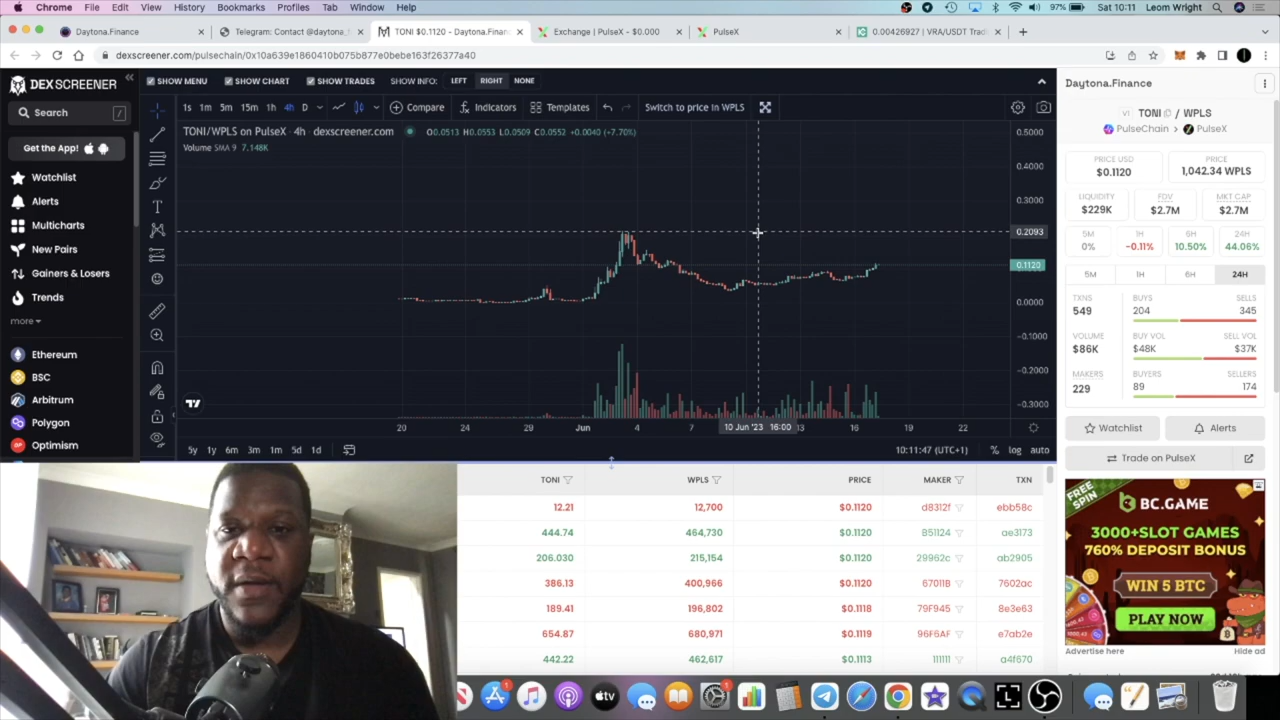 Chrome File Edit View History Bookmarks Profiles Tab Window Help 97% Sat 10:11 Leom Wright
Daytona.Finance
Telegram: Contact @daytona_f
TONI $0.1120 - Daytona.Financ
Exchange | PulseX - $0.000
PulseX
0.00426927 | VRA/USDT Tradi
dexscreener.com/pulsechain/0x10a639e1860410b075b877e0bebe163f26377a40
DEXSCREENER
Search /
Get the App!
Watchlist
Alerts
Multicharts
New Pairs
Gainers & Losers
Trends
more
Ethereum
BSC
Arbitrum
Polygon
Optimism
SHOW MENU SHOW CHART SHOW TRADES SHOW INFO: LEFT RIGHT NONE
1s 1m 5m 15m 1h 4h D Compare Indicators Templates Switch to price in WPLS
TONI/WPLS on PulseX · 4h · dexscreener.com O0.0513 H0.0553 L0.0509 C0.0552 +0.0040 (+7.70%)
Volume SMA 9 7.148K
0.5000
0.4000
0.3000
0.2093
0.1120
0.0000
−0.1000
−0.2000
−0.3000
20 24 29 Jun 4 7 10 Jun '23 16:00 13 16 19 22
5y 1y 6m 3m 1m 5d 1d 10:11:47 (UTC+1) % log auto
TONI WPLS PRICE MAKER TXN
12.21 12,700 $0.1120 d8312f ebb58c
444.74 464,730 $0.1120 B51124 ae3173
206.030 215,154 $0.1120 29962c ab2905
386.13 400,966 $0.1120 67011B 7602ac
189.41 196,802 $0.1118 79F945 8e3e63
654.87 680,971 $0.1119 96F6AF e7ab2e
442.22 462,617 $0.1113 111111 a4f670
Daytona.Finance
V1 TONI / WPLS
PulseChain > PulseX
PRICE USD PRICE
$0.1120 1,042.34 WPLS
LIQUIDITY FDV MKT CAP
$229K $2.7M $2.7M
5M 1H 6H 24H
0% -0.11% 10.50% 44.06%
5M 1H 6H 24H
TXNS BUYS SELLS
549 204 345
VOLUME BUY VOL SELL VOL
$86K $48K $37K
MAKERS BUYERS SELLERS
229 89 174
Watchlist Alerts
Trade on PulseX
FREE SPIN
BC.GAME
3000+SLOT GAMES
760% DEPOSIT BONUS
WIN 5 BTC
PLAY NOW
Advertise here Hide ad